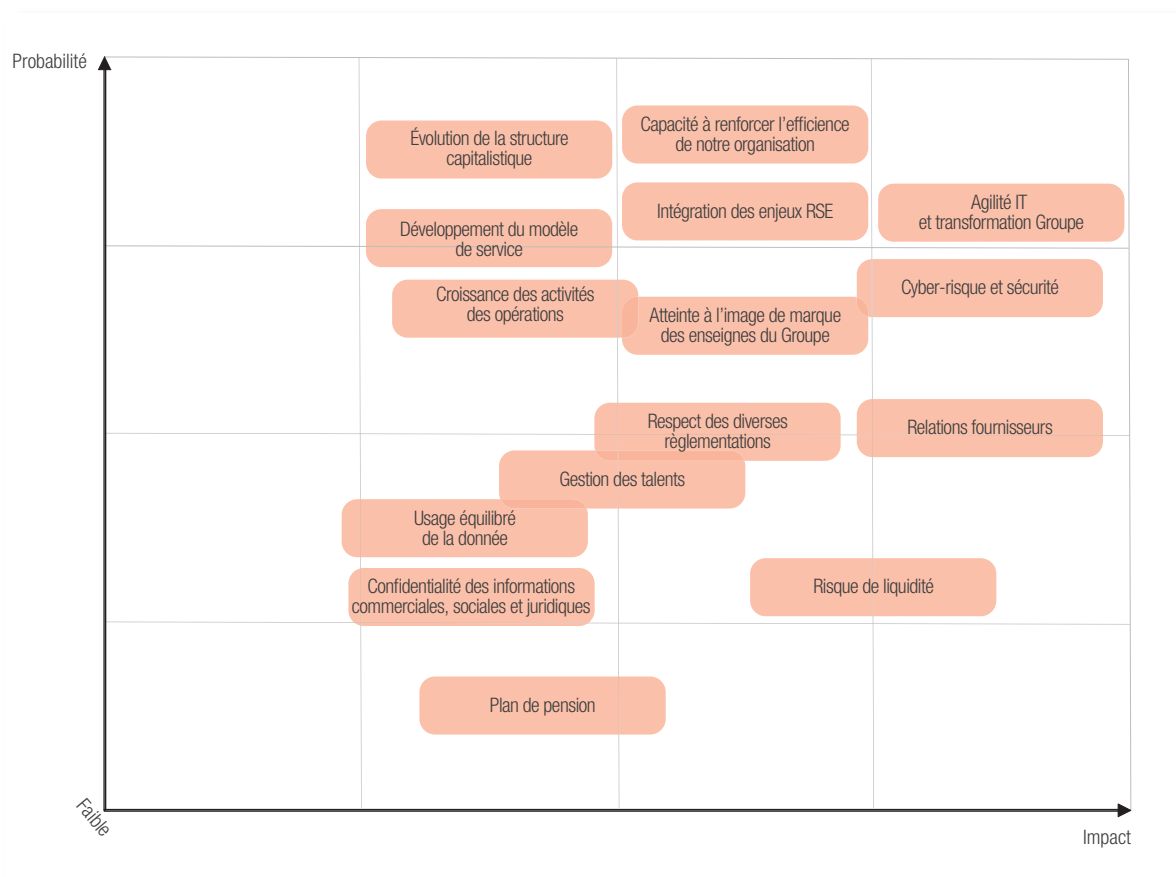 Probabilité
Capacité à renforcer l'efficience
de notre organisation
Évolution de la structure
capitalistique
Intégration des enjeux RSE
Agilité IT
et transformation Groupe
Développement du modèle
de service
Cyber-risque et sécurité
Croissance des activités
des opérations
Atteinte à l'image de marque
des enseignes du Groupe
Respect des diverses
règlementations
Relations fournisseurs
Gestion des talents
Usage équilibré
de la donnée
Confidentialité des informations
commerciales, sociales et juridiques
Risque de liquidité
Plan de pension
Faible
Impact